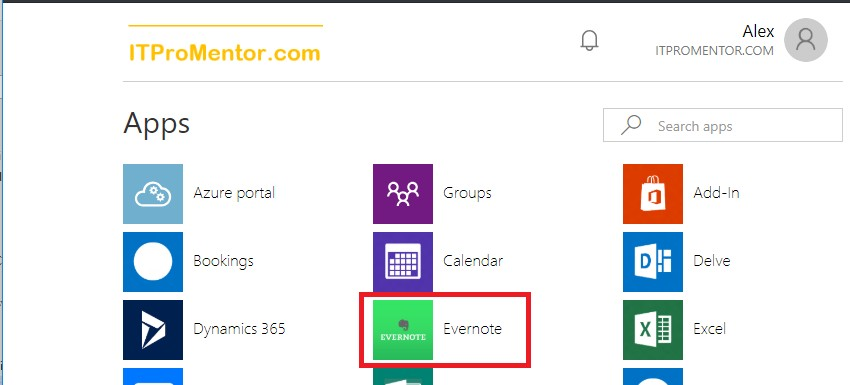 Alex
ITProMentor.com
ITPROMENTOR.COM
Apps
Search apps
Azure portal
Groups
Add-In
Bookings
Calendar
Delve
Dynamics 365
EVERNOTE
Evernote
Excel